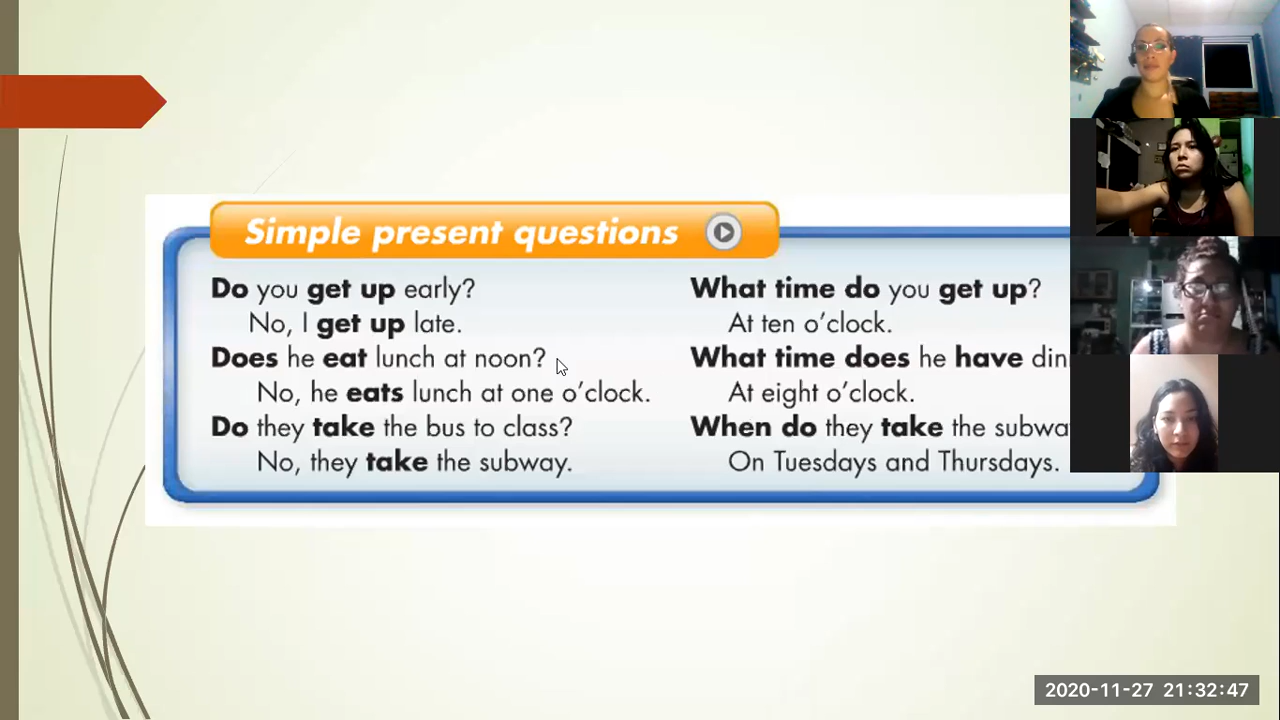 Simple present questions
Do you get up early?
No, I get up late.
Does he eat lunch at noon?
No, he eats lunch at one o'clock.
Do they take the bus to class?
No, they take the subway.
What time do you get up?
At ten o'clock.
What time does he have
At eight o'clock.
When do they take the
On Tuesdays and Thursdays.
2020-11-27 21:32:47